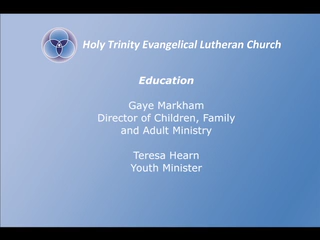 Holy Trinity Evangelical Lutheran Church
Education
Gaye Markham
Director of Children, Family
and Adult Ministry
Teresa Hearn
Youth Minister